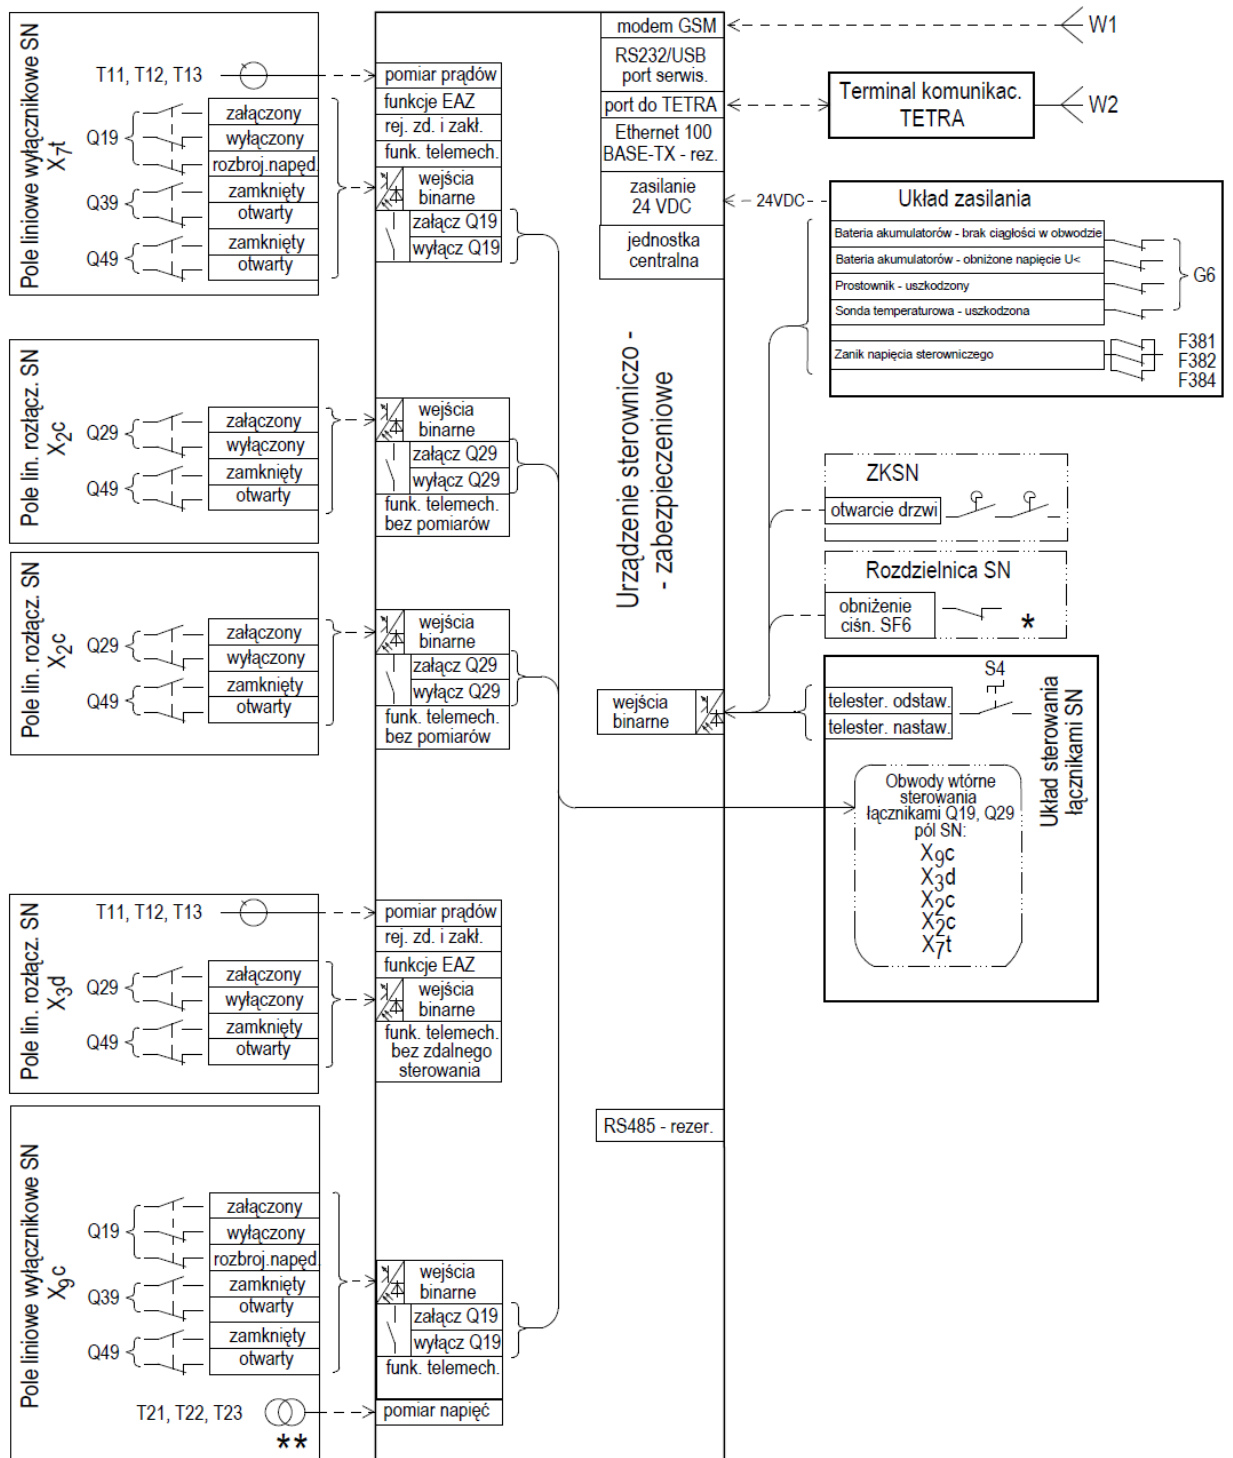 Pole liniowe wyłącznikowe SN
X7t
T11, T12, T13
Q19
załączony
wyłączony
rozbroj.napęd.
Q39
zamknięty
otwarty
Q49
zamknięty
otwarty
pomiar prądów
funkcje EAZ
rej. zd. i zakł.
funk. telemech.
wejścia
binarne
załącz Q19
wyłącz Q19
Pole lin. rozłącz. SN
X2c
Q29
załączony
wyłączony
Q49
zamknięty
otwarty
wejścia
binarne
załącz Q29
wyłącz Q29
funk. telemech.
bez pomiarów
Pole lin. rozłącz. SN
X2c
Q29
załączony
wyłączony
Q49
zamknięty
otwarty
wejścia
binarne
załącz Q29
wyłącz Q29
funk. telemech.
bez pomiarów
Pole lin. rozłącz. SN
X3d
T11, T12, T13
Q29
załączony
wyłączony
Q49
zamknięty
otwarty
pomiar prądów
rej. zd. i zakł.
funkcje EAZ
wejścia
binarne
funk. telemech.
bez zdalnego
sterowania
Pole liniowe wyłącznikowe SN
X9c
Q19
załączony
wyłączony
rozbroj.napęd.
Q39
zamknięty
otwarty
Q49
zamknięty
otwarty
T21, T22, T23
**
wejścia
binarne
załącz Q19
wyłącz Q19
funk. telemech.
pomiar napięć
Urządzenie sterowniczo -
- zabezpieczeniowe
modem GSM
RS232/USB
port serwis.
port do TETRA
Ethernet 100
BASE-TX - rez.
zasilanie
24 VDC
jednostka
centralna
wejścia
binarne
RS485 - rezer.
W1
Terminal komunikac.
TETRA
W2
24VDC
Układ zasilania
Bateria akumulatorów - brak ciągłości w obwodzie
Bateria akumulatorów - obniżone napięcie U<
Prostownik - uszkodzony
Sonda temperaturowa - uszkodzona
G6
Zanik napięcia sterowniczego
F381
F382
F384
ZKSN
otwarcie drzwi
Rozdzielnica SN
obniżenie
ciśn. SF6
*
S4
telester. odstaw.
telester. nastaw.
Układ sterowania
łącznikami SN
Obwody wtórne
sterowania
łącznikami Q19, Q29
pól SN:
X9c
X3d
X2c
X2c
X7t